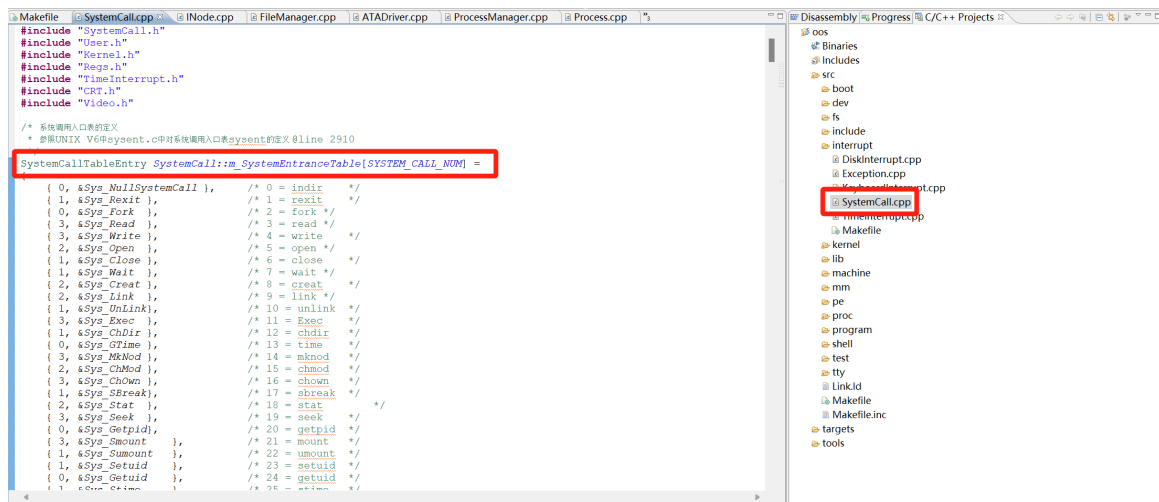 Makefile SystemCall.cpp INode.cpp FileManager.cpp ATADriver.cpp ProcessManager.cpp Process.cpp "3
#include "SystemCall.h"
#include "User.h"
#include "Kernel.h"
#include "Regs.h"
#include "TimeInterrupt.h"
#include "CRT.h"
#include "Video.h"
/* 系统调用入口表的定义
* 参照UNIX V6中sysent.c中对系统调用入口表sysent的定义@line 2910
SystemCallTableEntry SystemCall::m_SystemEntranceTable[SYSTEM_CALL_NUM] =
{
{ 0, &Sys_NullSystemCall }, /* 0 = indir */
{ 1, &Sys_Rexit }, /* 1 = rexit */
{ 0, &Sys_Fork }, /* 2 = fork */
{ 3, &Sys_Read }, /* 3 = read */
{ 3, &Sys_Write }, /* 4 = write */
{ 2, &Sys_Open }, /* 5 = open */
{ 1, &Sys_Close }, /* 6 = close */
{ 1, &Sys_Wait }, /* 7 = wait */
{ 2, &Sys_Creat }, /* 8 = creat */
{ 2, &Sys_Link }, /* 9 = link */
{ 1, &Sys_UnLink}, /* 10 = unlink */
{ 3, &Sys_Exec }, /* 11 = Exec */
{ 1, &Sys_ChDir }, /* 12 = chdir */
{ 0, &Sys_GTime }, /* 13 = time */
{ 3, &Sys_MkNod }, /* 14 = mknod */
{ 2, &Sys_ChMod }, /* 15 = chmod */
{ 3, &Sys_ChOwn }, /* 16 = chown */
{ 1, &Sys_SBreak}, /* 17 = sbreak */
{ 2, &Sys_Stat }, /* 18 = stat */
{ 3, &Sys_Seek }, /* 19 = seek */
{ 0, &Sys_Getpid}, /* 20 = getpid */
{ 3, &Sys_Smount }, /* 21 = mount */
{ 1, &Sys_Sumount }, /* 22 = umount */
{ 1, &Sys_Setuid }, /* 23 = setuid */
{ 0, &Sys_Getuid }, /* 24 = getuid */
{ 1, &Sys_Stime }, /* 25 = stime */
Disassembly Progress C/C++ Projects
oos
Binaries
Includes
src
boot
dev
fs
include
interrupt
DiskInterrupt.cpp
Exception.cpp
KeyboardInterrupt.cpp
SystemCall.cpp
TimeInterrupt.cpp
Makefile
kernel
lib
machine
mm
pe
proc
program
shell
test
tty
Link.ld
Makefile
Makefile.inc
targets
tools